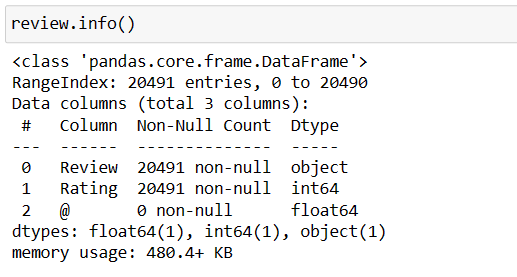 review.info()
<class 'pandas.core.frame.DataFrame'>
RangeIndex: 20491 entries, 0 to 20490
Data columns (total 3 columns):
 #   Column  Non-Null Count  Dtype
---  ------  --------------  -----
 0   Review  20491 non-null  object
 1   Rating  20491 non-null  int64
 2   @       0 non-null      float64
dtypes: float64(1), int64(1), object(1)
memory usage: 480.4+ KB